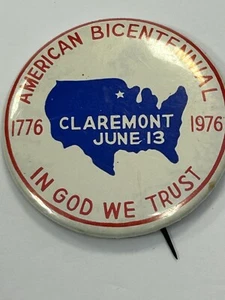 AMERICAN BICENTENNIAL
1776
CLAREMONT
JUNE 13
1976
IN GOD WE TRUST